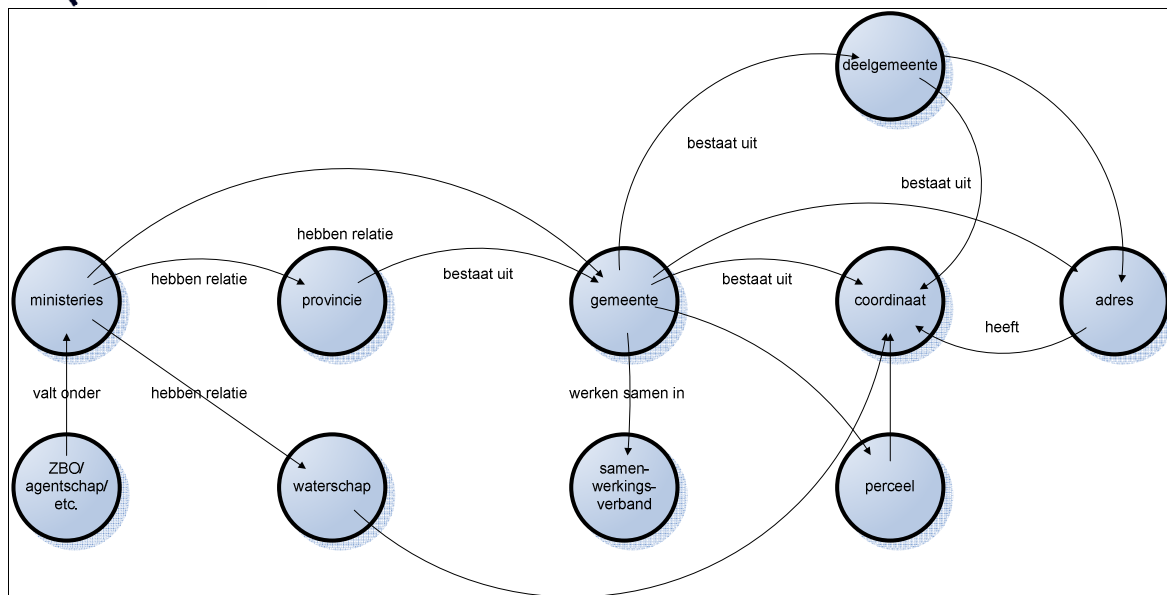 deelgemeente
bestaat uit
bestaat uit
hebben relatie
ministeries
hebben relatie
provincie
bestaat uit
gemeente
bestaat uit
coordinaat
adres
heeft
valt onder
hebben relatie
werken samen in
ZBO/
agentschap/
etc.
waterschap
samen-
werkings-
verband
perceel